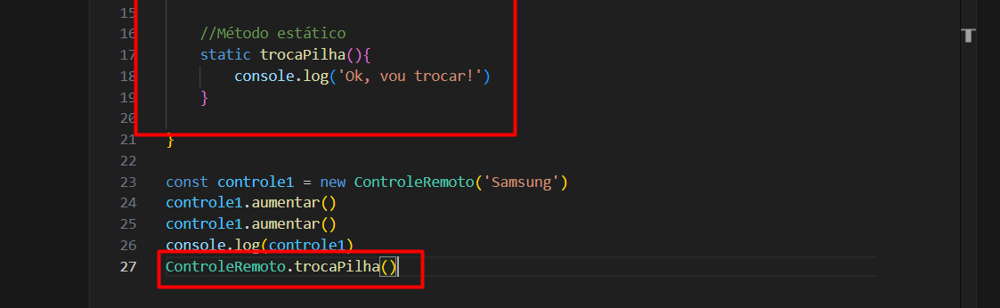 15
16 //Método estático
17 static trocaPilha(){
18 console.log('Ok, vou trocar!')
19 }
20
21 }
22
23 const controle1 = new ControleRemoto('Samsung')
24 controle1.aumentar()
25 controle1.aumentar()
26 console.log(controle1)
27 ControleRemoto.trocaPilha()